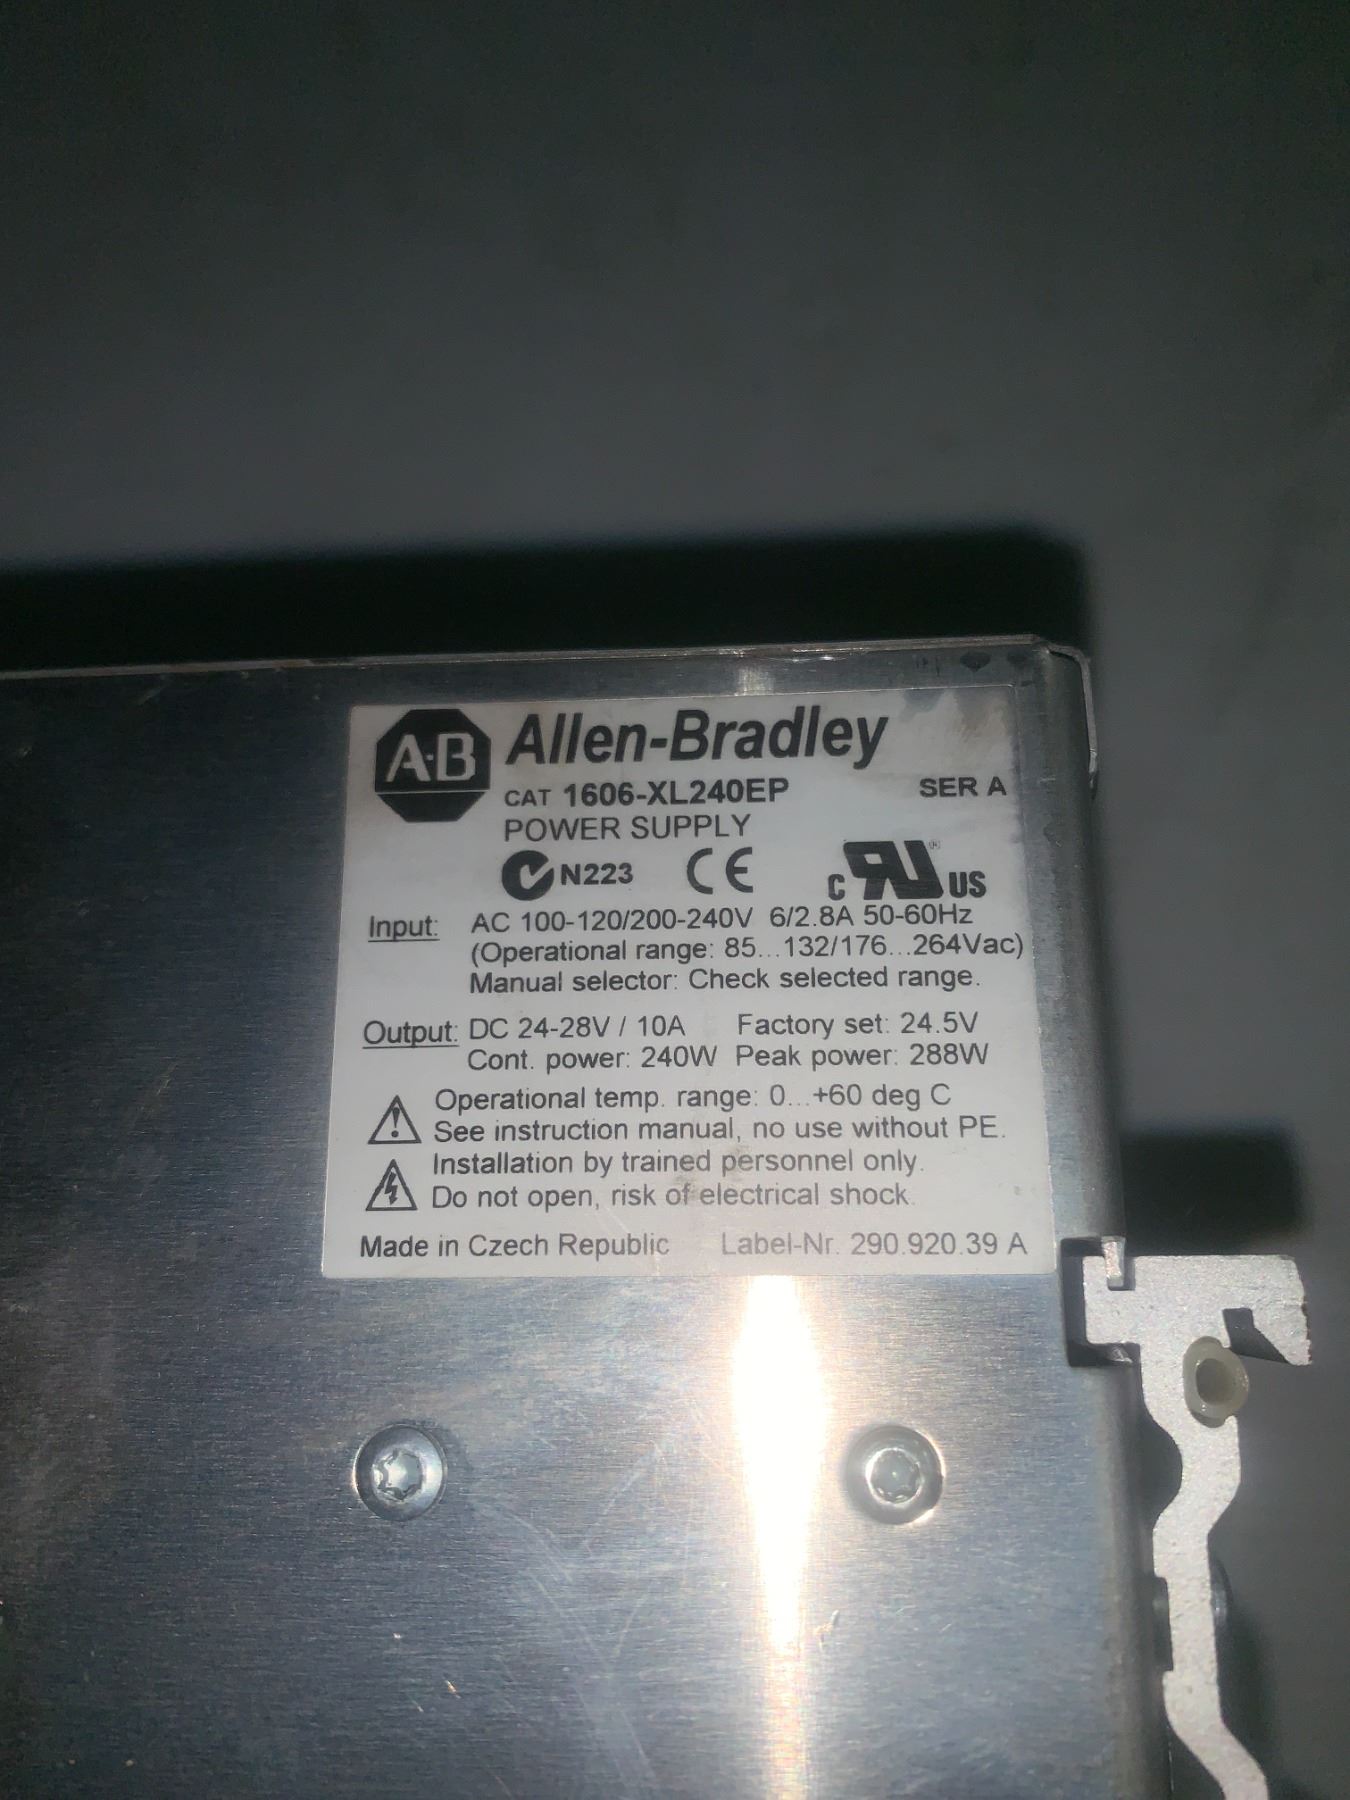 A·B Allen-Bradley
CAT 1606-XL240EP SER A
POWER SUPPLY
N223 CE C RU ® US
Input: AC 100-120/200-240V 6/2.8A 50-60Hz
(Operational range: 85...132/176...264Vac)
Manual selector: Check selected range.
Output: DC 24-28V / 10A Factory set: 24.5V
Cont. power: 240W Peak power: 288W
Operational temp. range: 0...+60 deg C
See instruction manual, no use without PE.
Installation by trained personnel only.
Do not open, risk of electrical shock.
Made in Czech Republic Label-Nr. 290.920.39 A